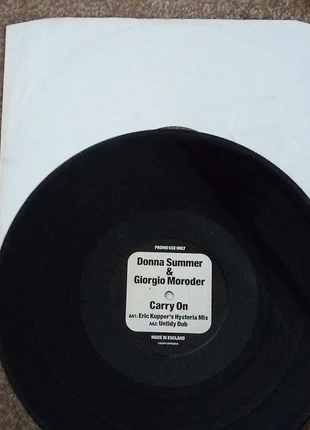 PROMO USE ONLY
Donna Summer
&
Giorgio Moroder
Carry On
AA1: Eric Kupper's Hysteria Mix
AA2: Untidy Dub
MADE IN ENGLAND